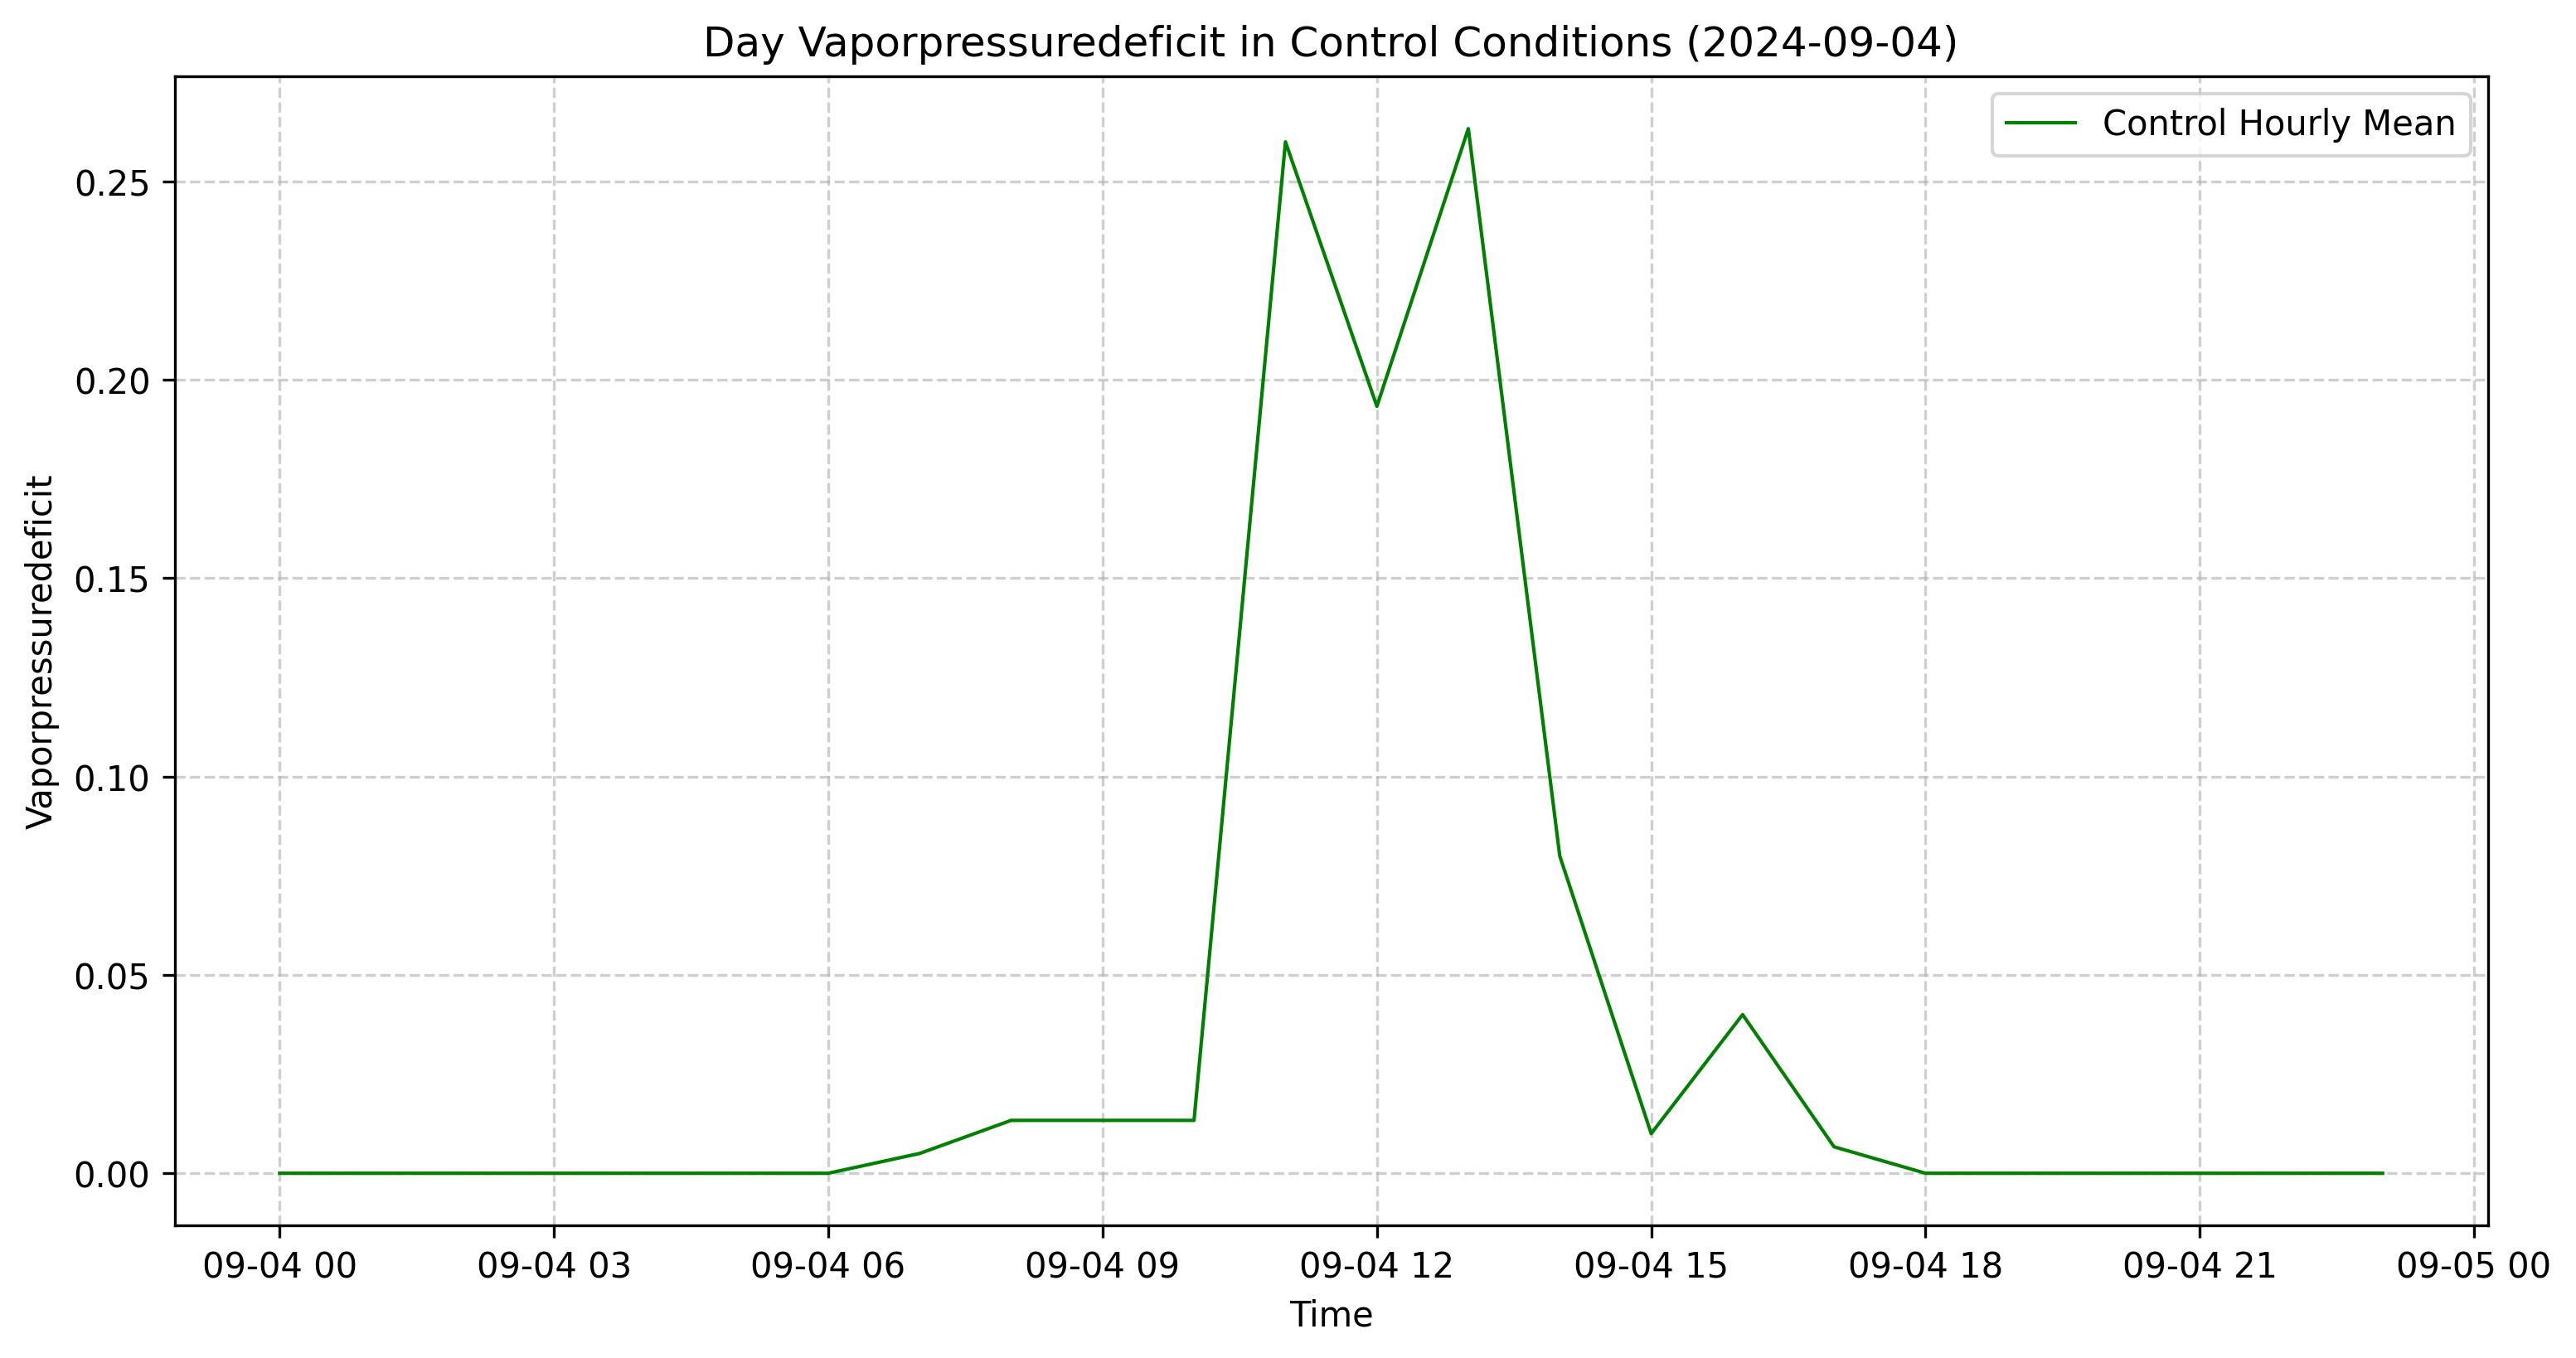 Day Vaporpressuredeficit in Control Conditions (2024-09-04)
Control Hourly Mean
Vaporpressuredeficit
0.25
0.20
0.15
0.10
0.05
0.00
09-04 00 09-04 03 09-04 06 09-04 09 09-04 12 09-04 15 09-04 18 09-04 21 09-05 00
Time